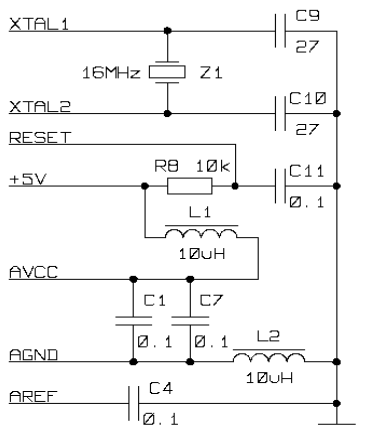 XTAL1
C9
27
16MHz
Z1
XTAL2
C10
27
RESET
R8 10k
C11
+5V
0.1
L1
10uH
AVCC
C1
C7
0.1
0.1
L2
AGND
10uH
AREF
C4
0.1